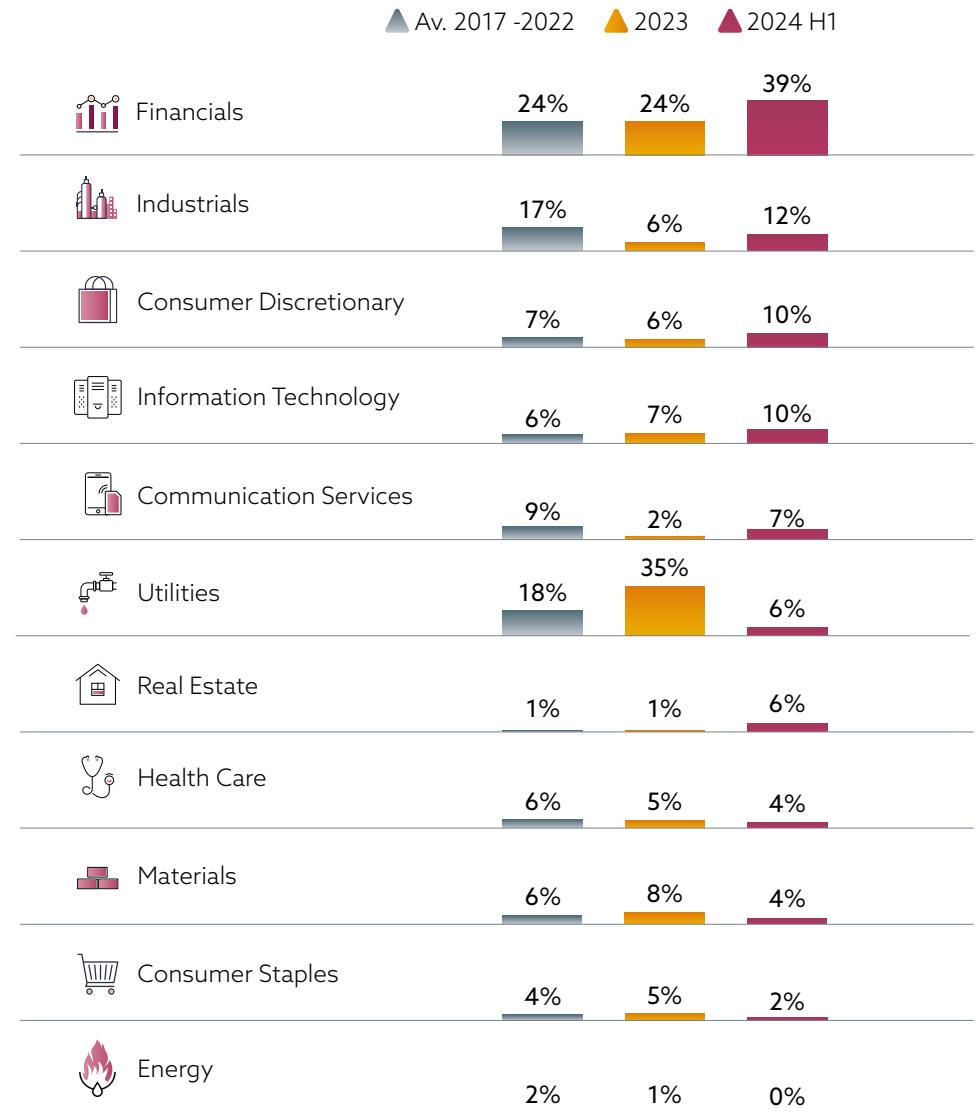 Av. 2017 -2022 2023 2024 H1
Financials 24% 24% 39%
Industrials 17% 6% 12%
Consumer Discretionary 7% 6% 10%
Information Technology 6% 7% 10%
Communication Services 9% 2% 7%
Utilities 18% 35% 6%
Real Estate 1% 1% 6%
Health Care 6% 5% 4%
Materials 6% 8% 4%
Consumer Staples 4% 5% 2%
Energy 2% 1% 0%